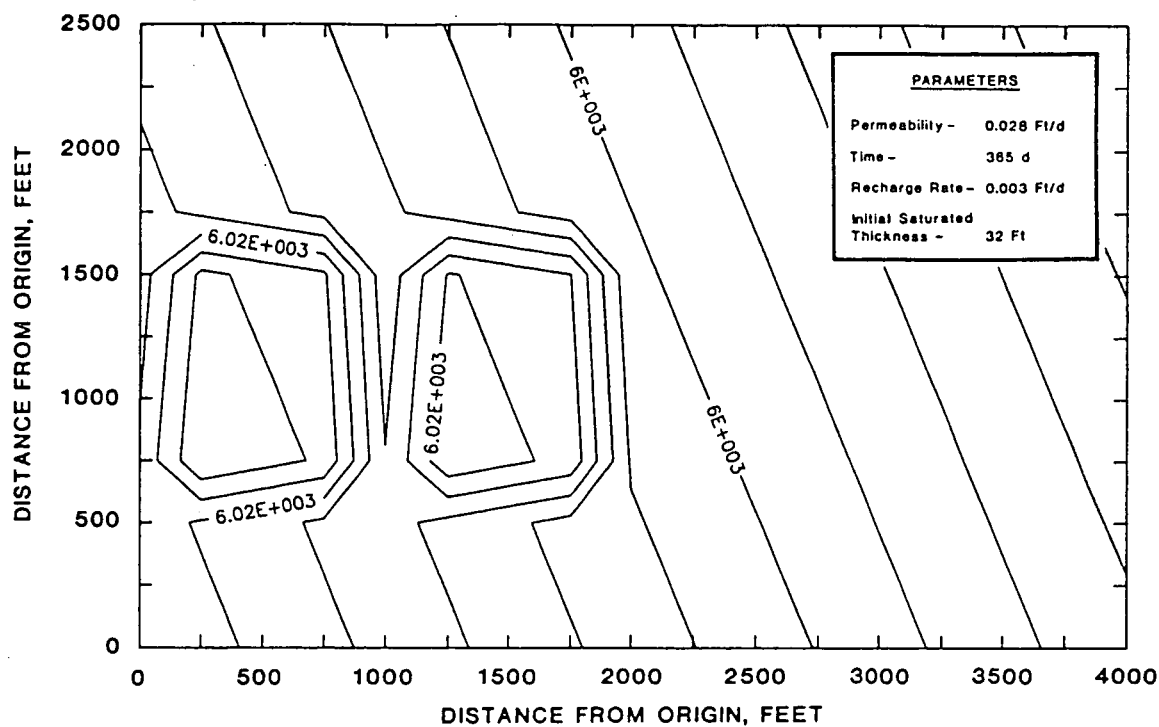 2500
2000
1500
1000
500
0
DISTANCE FROM ORIGIN, FEET
6E+003
6.02E+003
6.02E+003
6E+003
6.02E+003
PARAMETERS
Permeability - 0.028 Ft/d
Time - 365 d
Recharge Rate - 0.003 Ft/d
Initial Saturated
Thickness - 32 Ft
0 500 1000 1500 2000 2500 3000 3500 4000
DISTANCE FROM ORIGIN, FEET